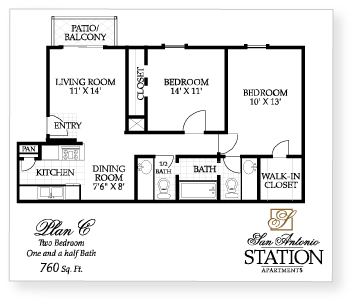 PATIO/
BALCONY
LIVING ROOM
11' X 14'
CLOSET
BEDROOM
14' X 11'
BEDROOM
10' X 13'
ENTRY
PAN
KITCHEN
DINING
ROOM
7'6" X 8'
1/2
BATH
BATH
WALK-IN
CLOSET
Plan C
Two Bedroom
One and a half Bath
760 Sq. Ft.
San Antonio
STATION
APARTMENTS